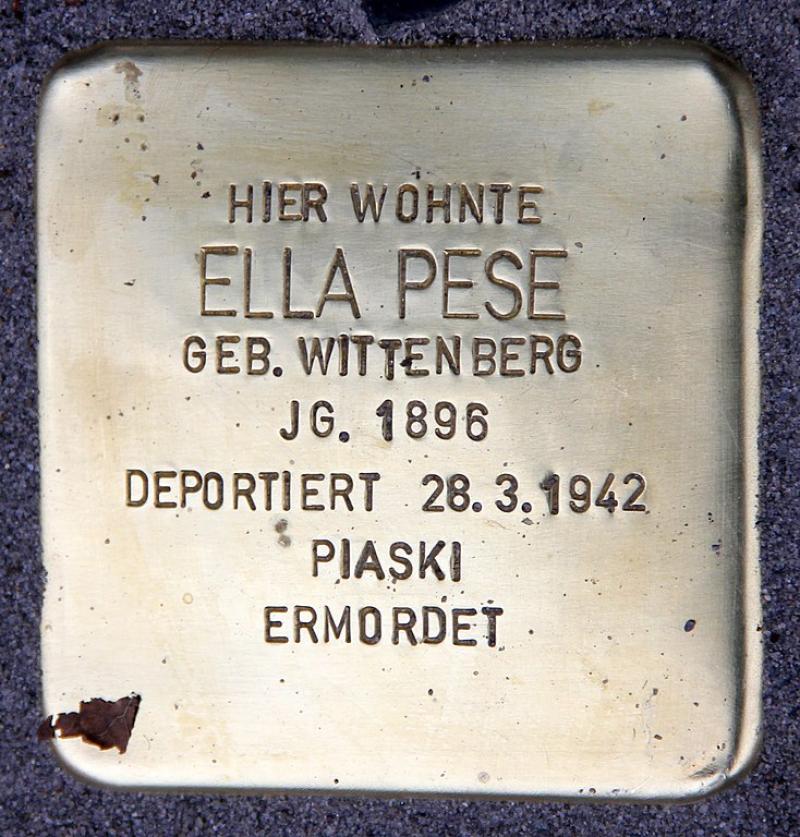 HIER WOHNTE
ELLA PESE
GEB. WITTENBERG
JG. 1896
DEPORTIERT 28.3.1942
PIASKI
ERMORDET